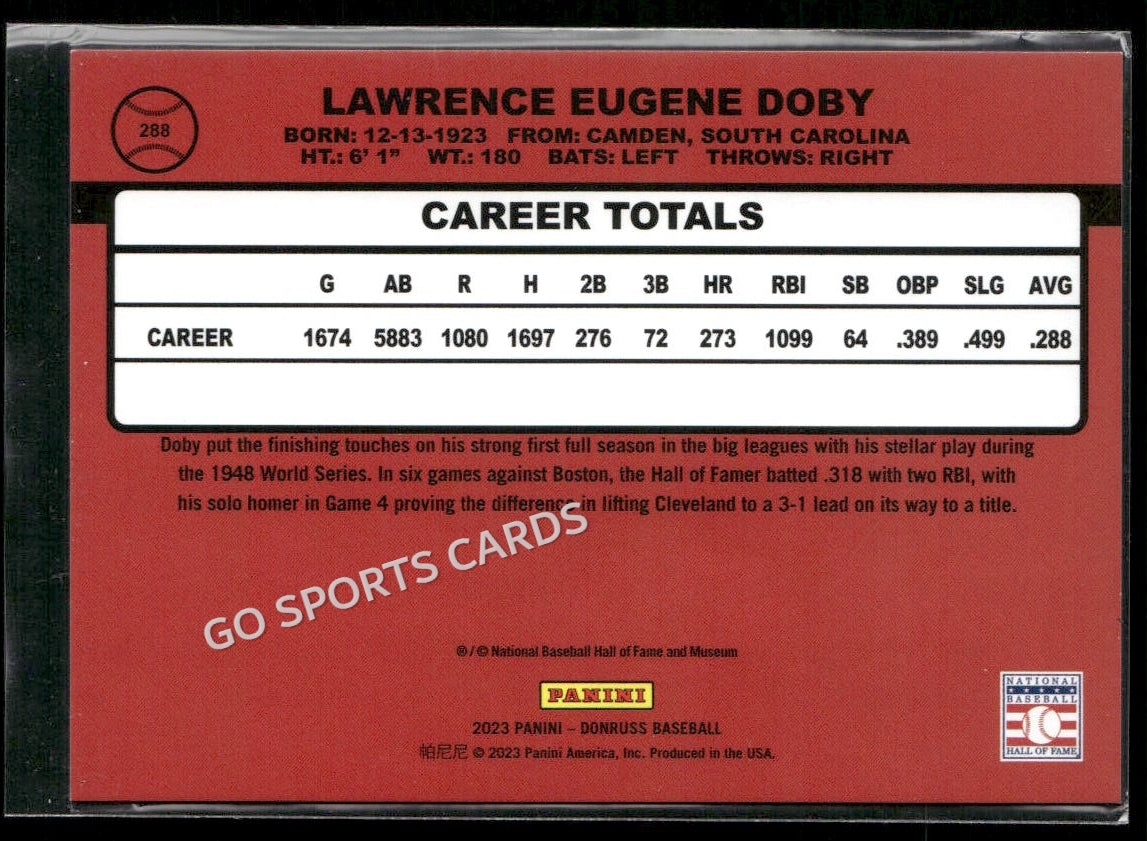 288
LAWRENCE EUGENE DOBY
BORN: 12-13-1923 FROM: CAMDEN, SOUTH CAROLINA
HT.: 6' 1" WT.: 180 BATS: LEFT THROWS: RIGHT
CAREER TOTALS
G AB R H 2B 3B HR RBI SB OBP SLG AVG
CAREER 1674 5883 1080 1697 276 72 273 1099 64 .389 .499 .288
Doby put the finishing touches on his strong first full season in the big leagues with his stellar play during
the 1948 World Series. In six games against Boston, the Hall of Famer batted .318 with two RBI, with
his solo homer in Game 4 proving the difference in lifting Cleveland to a 3-1 lead on its way to a title.
GO SPORTS CARDS
® / © National Baseball Hall of Fame and Museum
PANINI
2023 PANINI – DONRUSS BASEBALL
帕尼尼 © 2023 Panini America, Inc. Produced in the USA.
NATIONAL
BASEBALL
HALL OF FAME